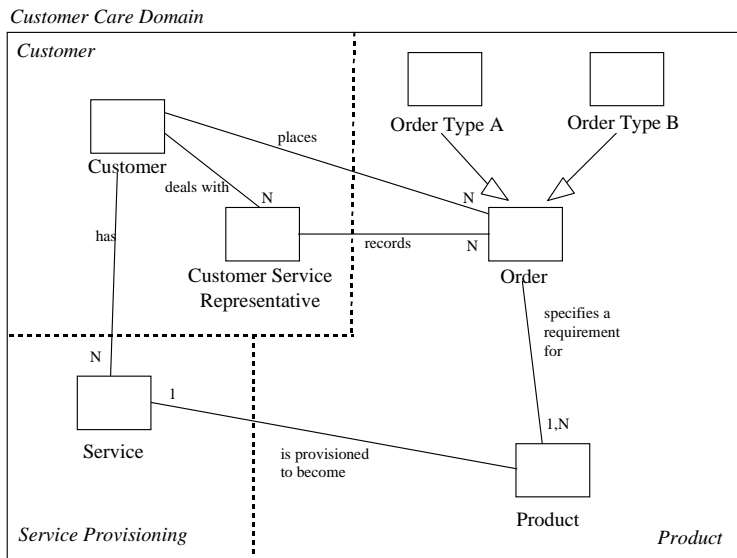 Customer Care Domain
Customer
Order Type A
Order Type B
places
Customer
deals with
N
N
has
records
N
Customer Service
Representative
Order
specifies a
requirement
for
N
1
1,N
Service
is provisioned
to become
Product
Service Provisioning
Product